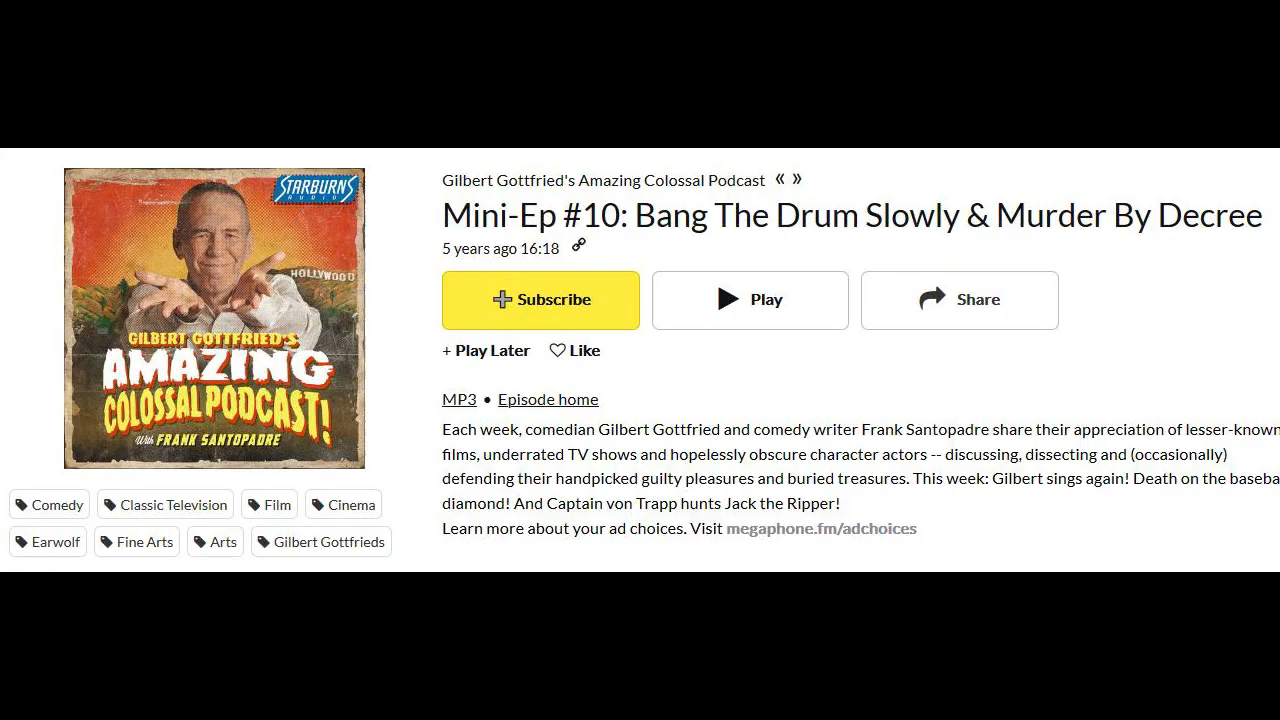 STARBURNS
AUDIO
HOLLYWOOD
GILBERT GOTTFRIED'S
AMAZING
COLOSSAL PODCAST!
With FRANK SANTOPADRE
Comedy
Classic Television
Film
Cinema
Earwolf
Fine Arts
Arts
Gilbert Gottfrieds
Gilbert Gottfried's Amazing Colossal Podcast « »
Mini-Ep #10: Bang The Drum Slowly & Murder By Decree
5 years ago 16:18
Subscribe
Play
Share
+ Play Later
Like
MP3 • Episode home
Each week, comedian Gilbert Gottfried and comedy writer Frank Santopadre share their appreciation of lesser-known
films, underrated TV shows and hopelessly obscure character actors -- discussing, dissecting and (occasionally)
defending their handpicked guilty pleasures and buried treasures. This week: Gilbert sings again! Death on the baseba
diamond! And Captain von Trapp hunts Jack the Ripper!
Learn more about your ad choices. Visit megaphone.fm/adchoices